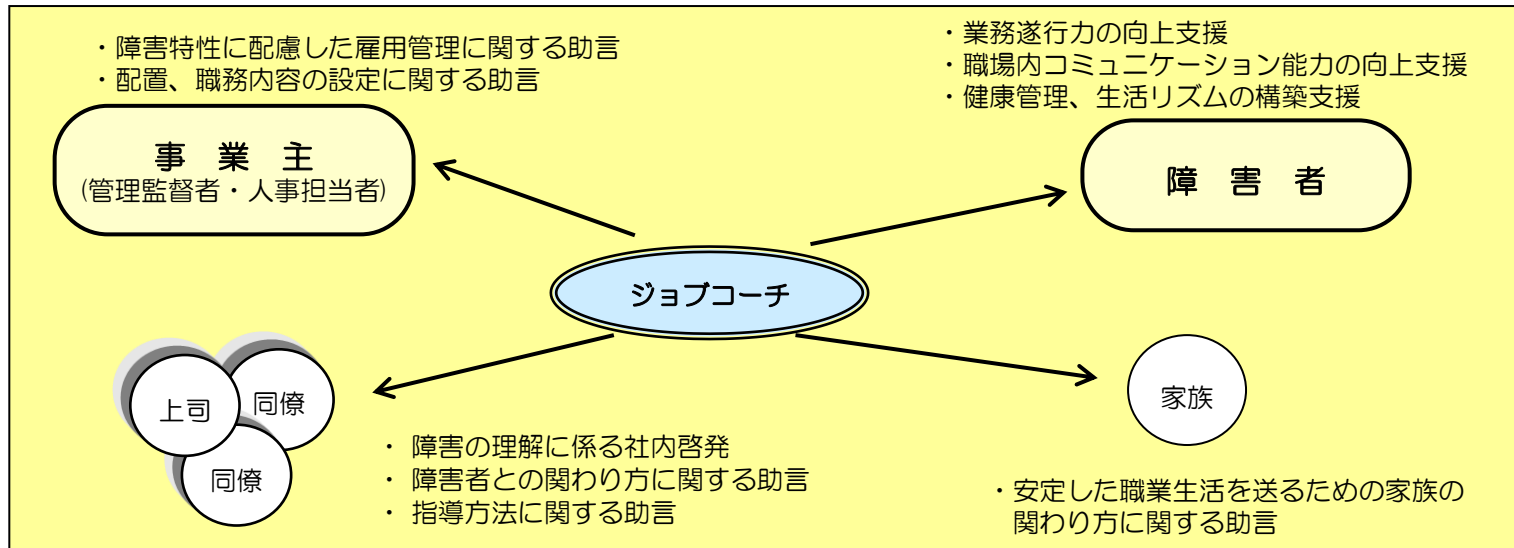 ・障害特性に配慮した雇用管理に関する助言
・配置、職務内容の設定に関する助言
事 業 主
(管理監督者・人事担当者)
・業務遂行力の向上支援
・職場内コミュニケーション能力の向上支援
・健康管理、生活リズムの構築支援
障 害 者
ジョブコーチ
上司
同僚
同僚
・ 障害の理解に係る社内啓発
・ 障害者との関わり方に関する助言
・ 指導方法に関する助言
家族
・安定した職業生活を送るための家族の
関わり方に関する助言